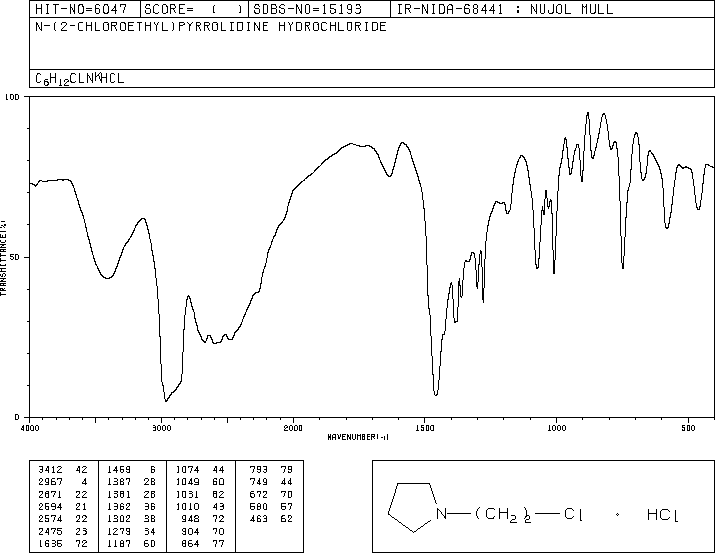 HIT-NO=6047 SCORE= ( ) SDBS-NO=15193 IR-NIDA-68441 : NUJOL MULL
N-(2-CHLOROETHYL)PYRROLIDINE HYDROCHLORIDE
C6H12CLN*HCL
100
TRANSMITTANCE(%)
50
0
4000 3000 2000 1500 1000 500
WAVENUMBER(-1)
3412 42 1459 6 1074 44 793 79
2967 4 1387 28 1049 60 749 44
2871 22 1381 28 1031 62 672 70
2594 21 1362 36 1010 43 580 57
2574 22 1302 38 948 72 463 62
2475 23 1279 34 904 70
1635 72 1187 60 864 77
N (CH2)2 Cl · HCl